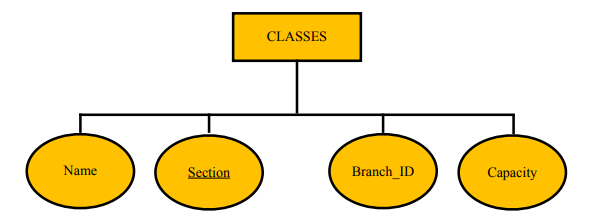 CLASSES
Name
Section
Branch_ID
Capacity